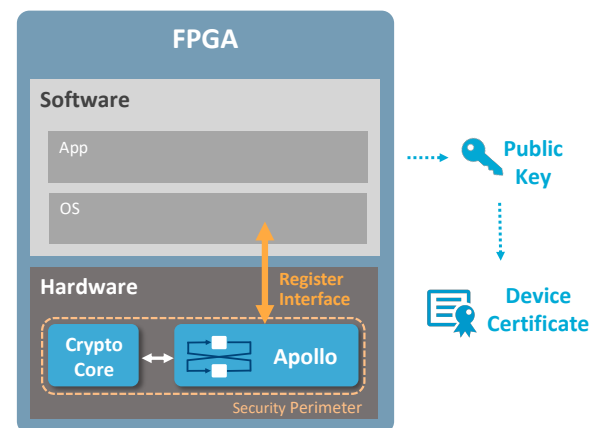 FPGA
Software
App
OS
Public
Key
Register
Interface
Hardware
Device
Certificate
Crypto
Core
Apollo
Security Perimeter